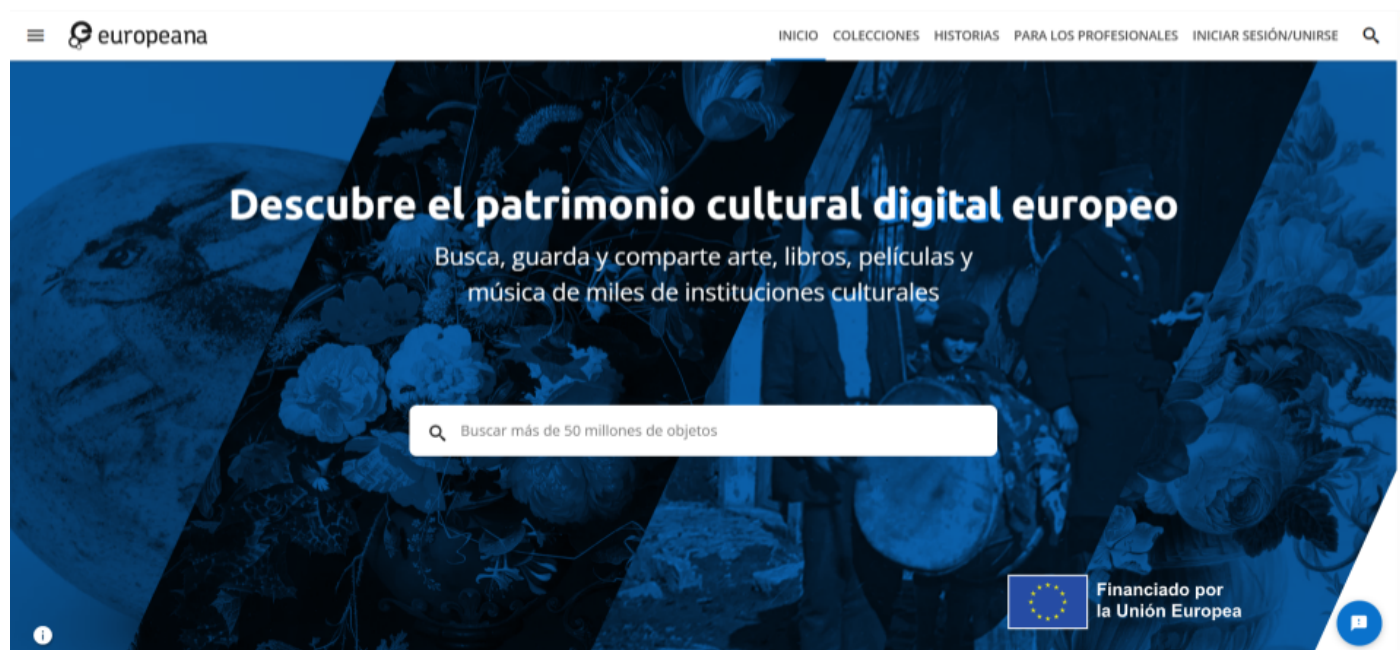 europeana
INICIO COLECCIONES HISTORIAS PARA LOS PROFESIONALES INICIAR SESIÓN/UNIRSE
Descubre el patrimonio cultural digital europeo
Busca, guarda y comparte arte, libros, películas y
música de miles de instituciones culturales
Buscar más de 50 millones de objetos
Financiado por
la Unión Europea